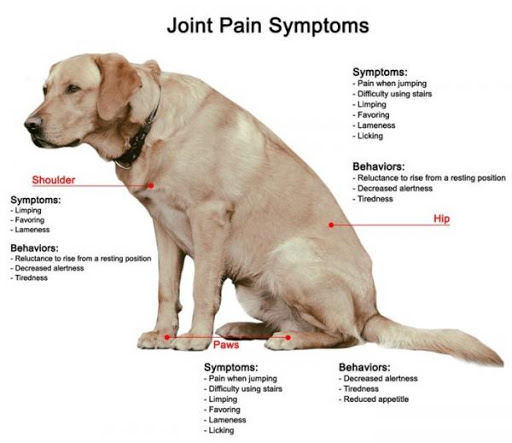 Joint Pain Symptoms
Symptoms:
- Pain when jumping
- Difficulty using stairs
- Limping
- Favoring
- Lameness
- Licking
Behaviors:
- Reluctance to rise from a resting position
- Decreased alertness
- Tiredness
Hip
Shoulder
Symptoms:
- Limping
- Favoring
- Lameness
Behaviors:
- Reluctance to rise from a resting position
- Decreased alertness
- Tiredness
Paws
Symptoms:
- Pain when jumping
- Difficulty using stairs
- Limping
- Favoring
- Lameness
- Licking
Behaviors:
- Decreased alertness
- Tiredness
- Reduced appetitle